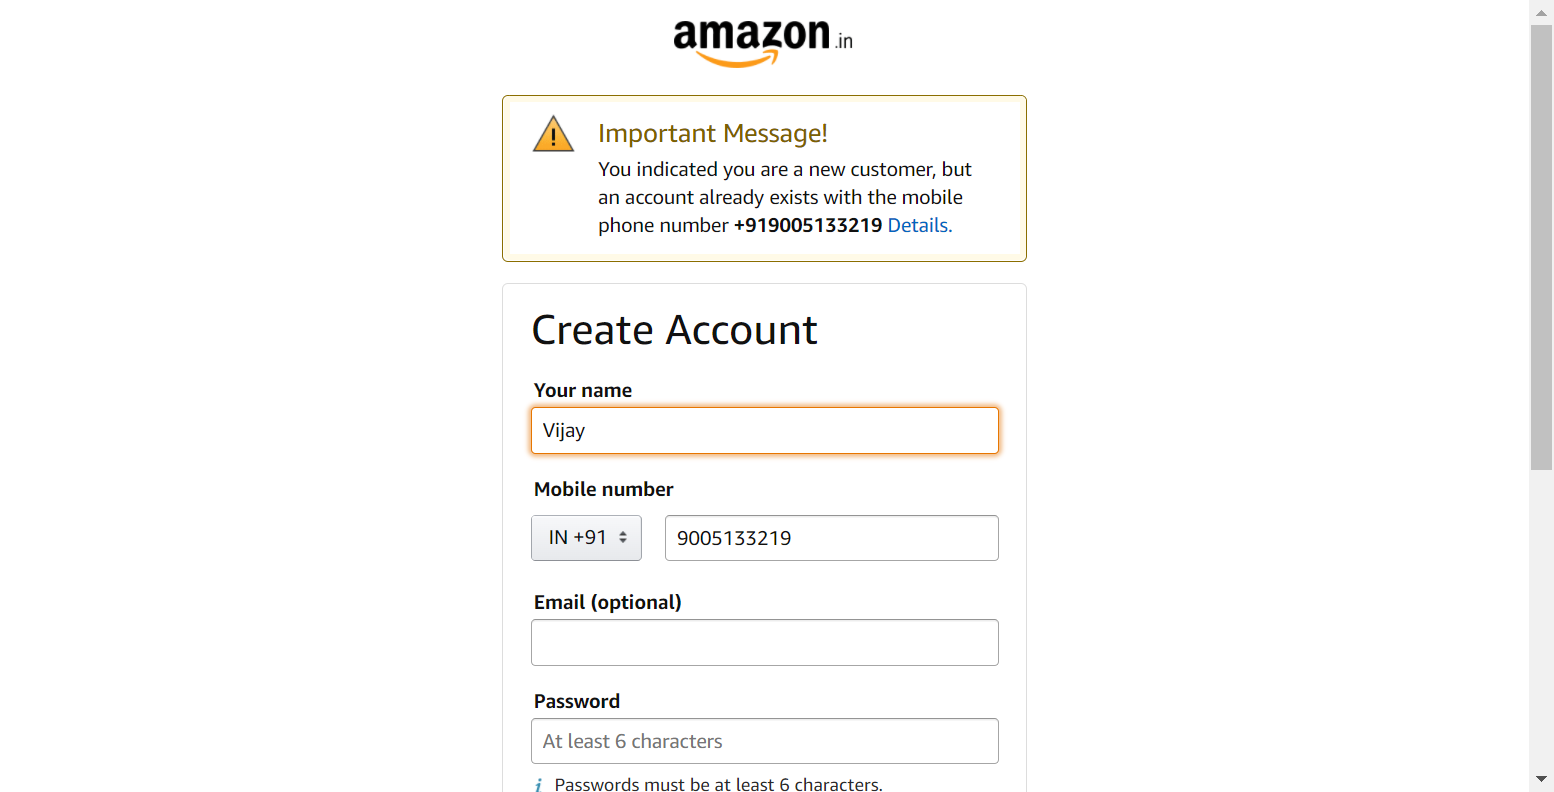 amazon.in
Important Message!
You indicated you are a new customer, but
an account already exists with the mobile
phone number +919005133219 Details.
Create Account
Your name
Vijay
Mobile number
IN +91 9005133219
Email (optional)
Password
At least 6 characters
i Passwords must be at least 6 characters.